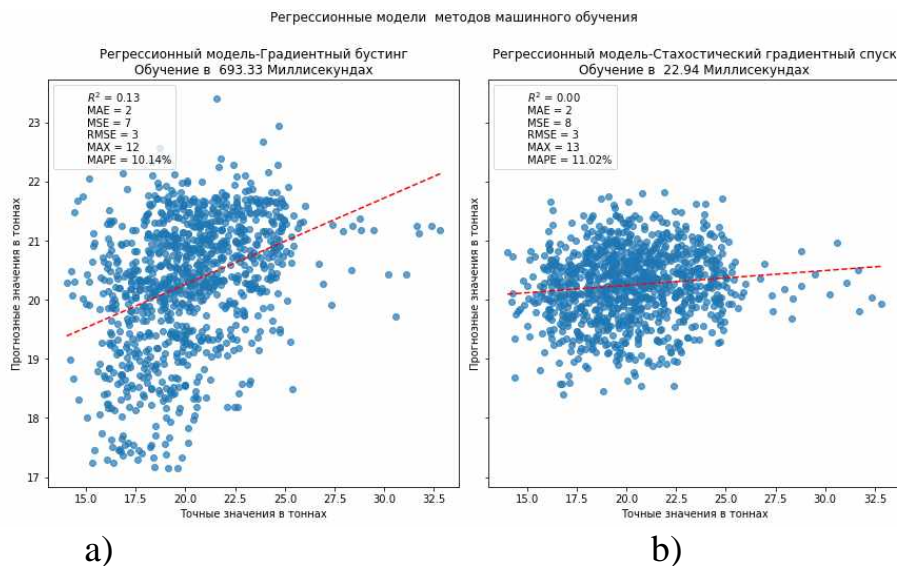 Регрессионные модели методов машинного обучения
Регрессионный модель-Градиентный бустинг
Обучение в 693.33 Миллисекундах
R² = 0.13
MAE = 2
MSE = 7
RMSE = 3
MAX = 12
MAPE = 10.14%
Прогнозные значения в тоннах
23
22
21
20
19
18
17
15.0 17.5 20.0 22.5 25.0 27.5 30.0 32.5
Точные значения в тоннах
Регрессионный модель-Стахостический градиентный спуск
Обучение в 22.94 Миллисекундах
R² = 0.00
MAE = 2
MSE = 8
RMSE = 3
MAX = 13
MAPE = 11.02%
Прогнозные значения в тоннах
15.0 17.5 20.0 22.5 25.0 27.5 30.0 32.5
Точные значения в тоннах
a)
b)